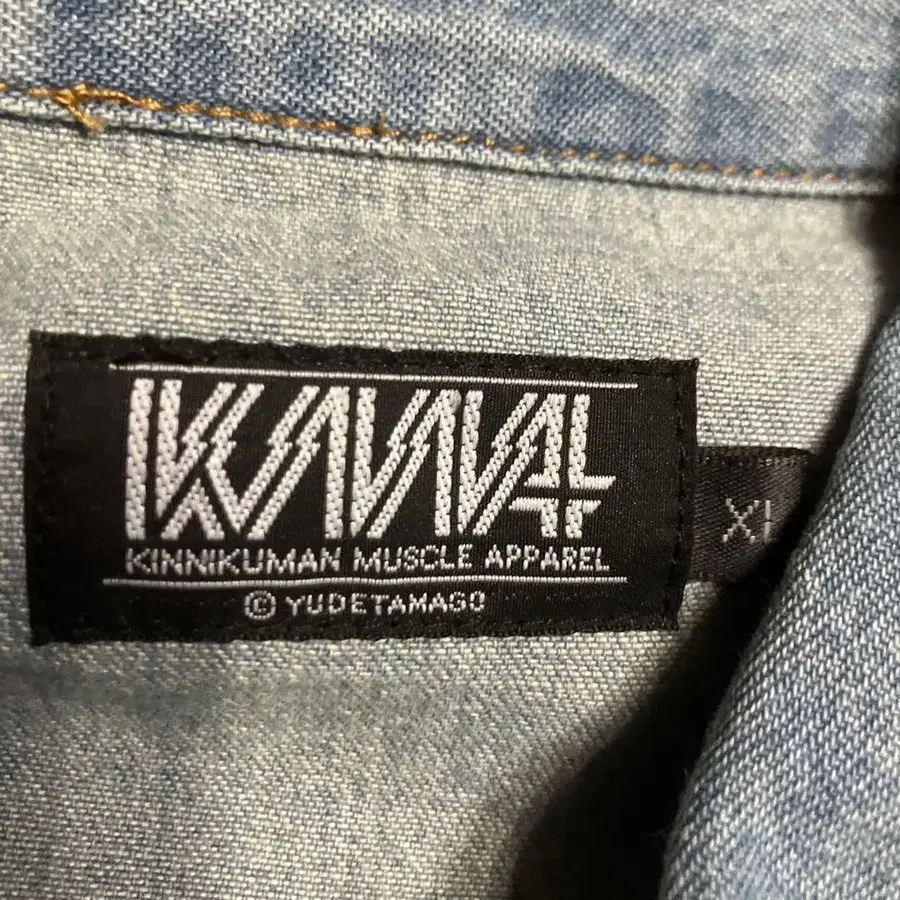 KMA
KINNIKUMAN MUSCLE APPAREL
© YUDETAMAGO
XL